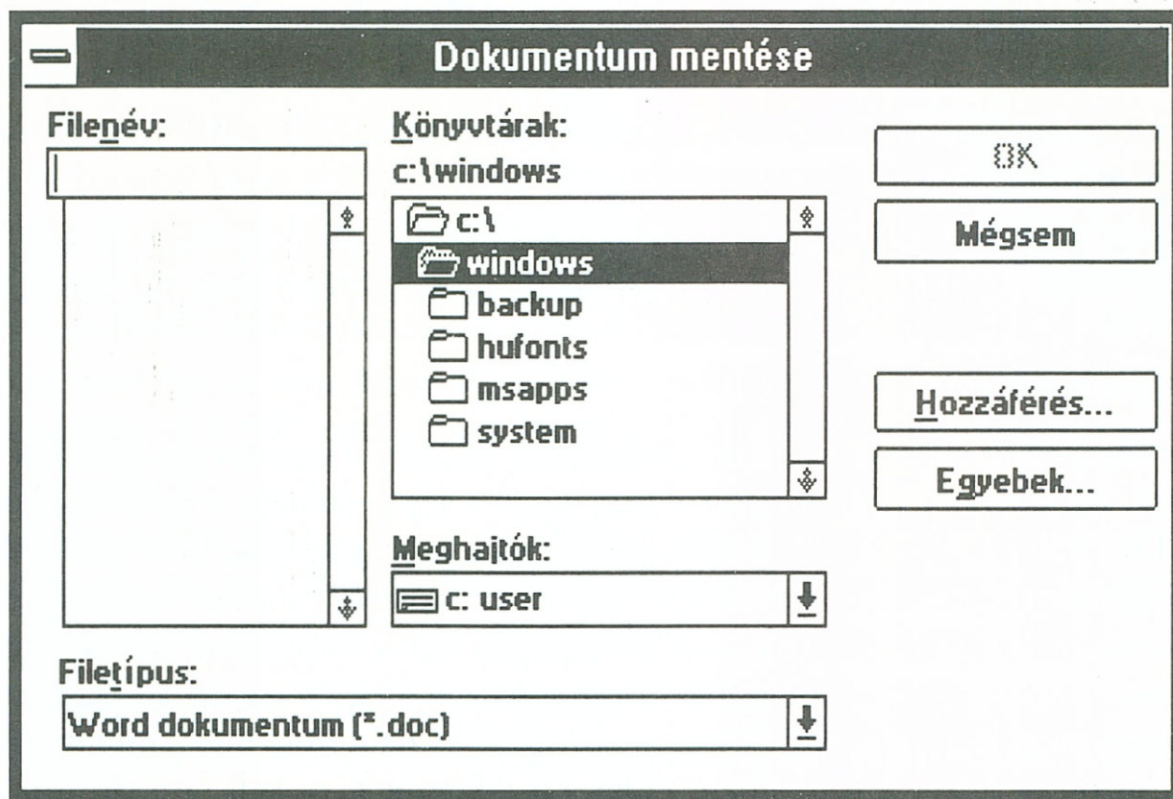 Dokumentum mentése
Filenév:
Könyvtárak:
c:\windows
c:\
windows
backup
hufonts
msapps
system
Meghajtók:
c: user
Filetípus:
Word dokumentum (*.doc)
OK
Mégsem
Hozzáférés...
Egyebek...